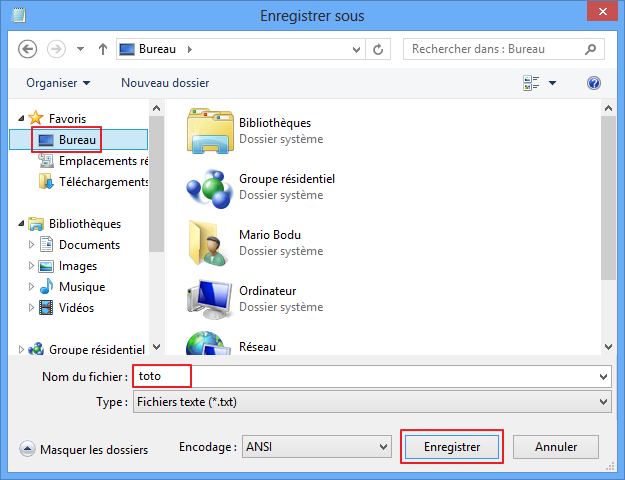 Enregistrer sous
Bureau
Rechercher dans : Bureau
Organiser
Nouveau dossier
Favoris
Bureau
Emplacements ré
Téléchargements
Bibliothèques
Documents
Images
Musique
Vidéos
Groupe résidentiel
Bibliothèques
Dossier système
Groupe résidentiel
Dossier système
Mario Bodu
Dossier système
Ordinateur
Dossier système
Réseau
Nom du fichier : toto
Type : Fichiers texte (*.txt)
Masquer les dossiers
Encodage : ANSI
Enregistrer
Annuler